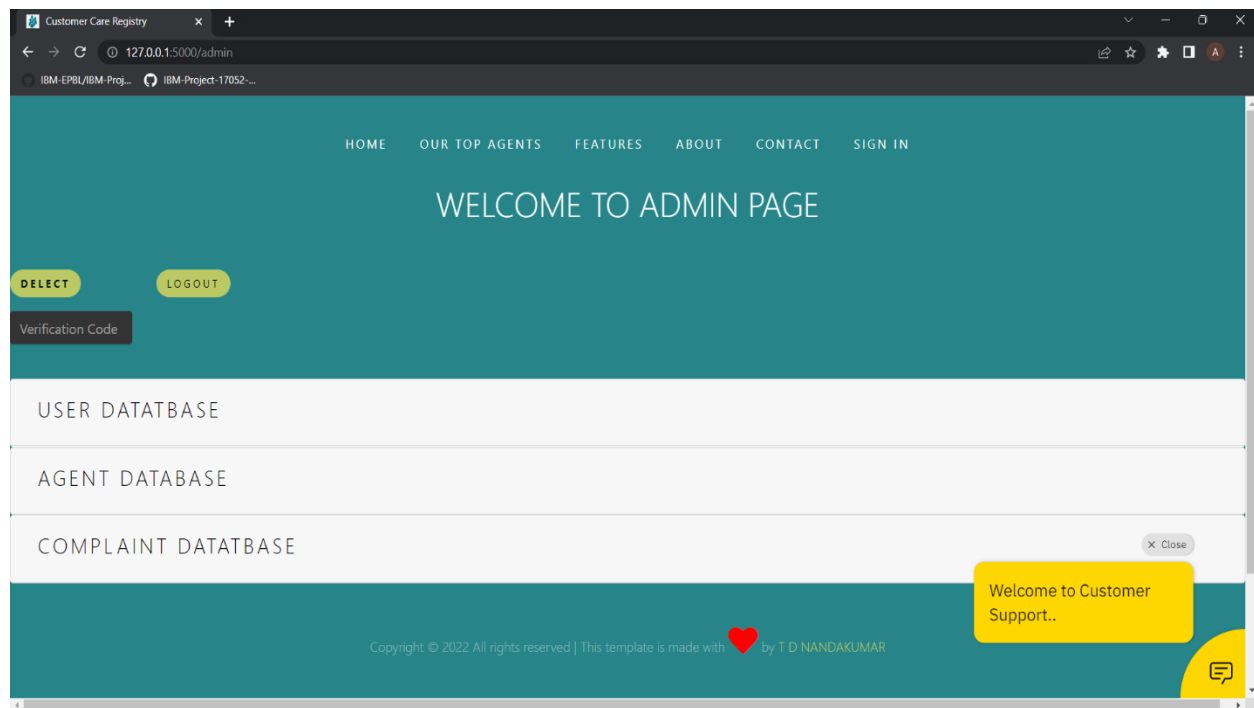 Customer Care Registry
127.0.0.1:5000/admin
A
IBM-EPBL/IBM-Proj... IBM-Project-17052-...
HOME OUR TOP AGENTS FEATURES ABOUT CONTACT SIGN IN
WELCOME TO ADMIN PAGE
DELECT LOGOUT
Verification Code
USER DATATBASE
AGENT DATABASE
COMPLAINT DATATBASE
Close
Welcome to Customer
Support..
Copyright © 2022 All rights reserved | This template is made with by T D NANDAKUMAR